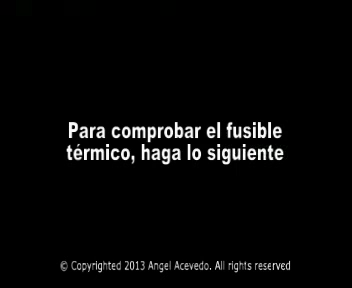 Para comprobar el fusible
térmico, haga lo siguiente
© Copyrighted 2013 Angel Acevedo. All rights reserved